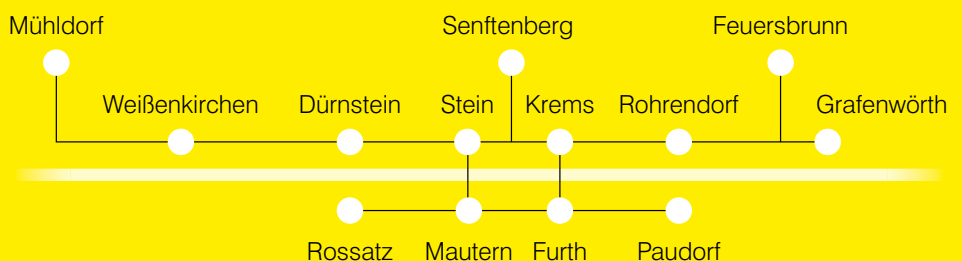 Mühldorf Senftenberg Feuersbrunn
Weißenkirchen Dürnstein Stein Krems Rohrendorf Grafenwörth
Rossatz Mautern Furth Paudorf